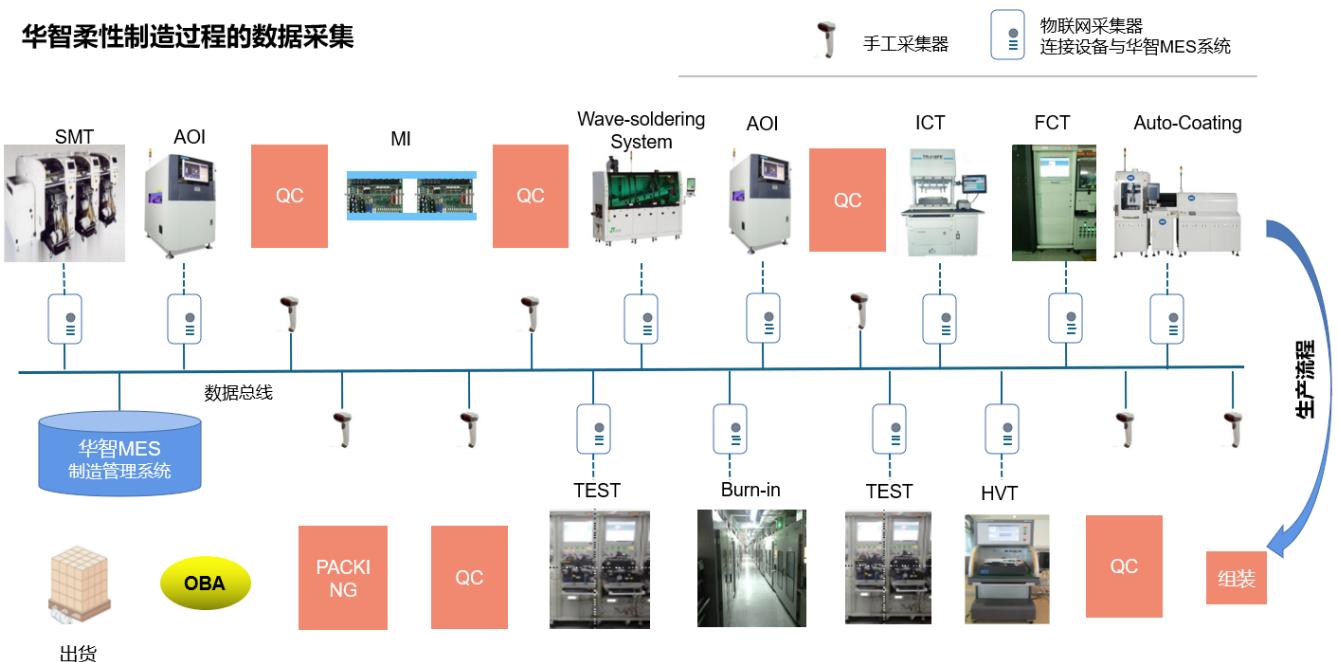 华智柔性制造过程的数据采集
手工采集器
物联网采集器
连接设备与华智MES系统
SMT
AOI
QC
MI
QC
Wave-soldering
System
AOI
QC
ICT
FCT
Auto-Coating
数据总线
生产流程
华智MES
制造管理系统
TEST
Burn-in
TEST
HVT
出货
OBA
PACKI
NG
QC
QC
组装